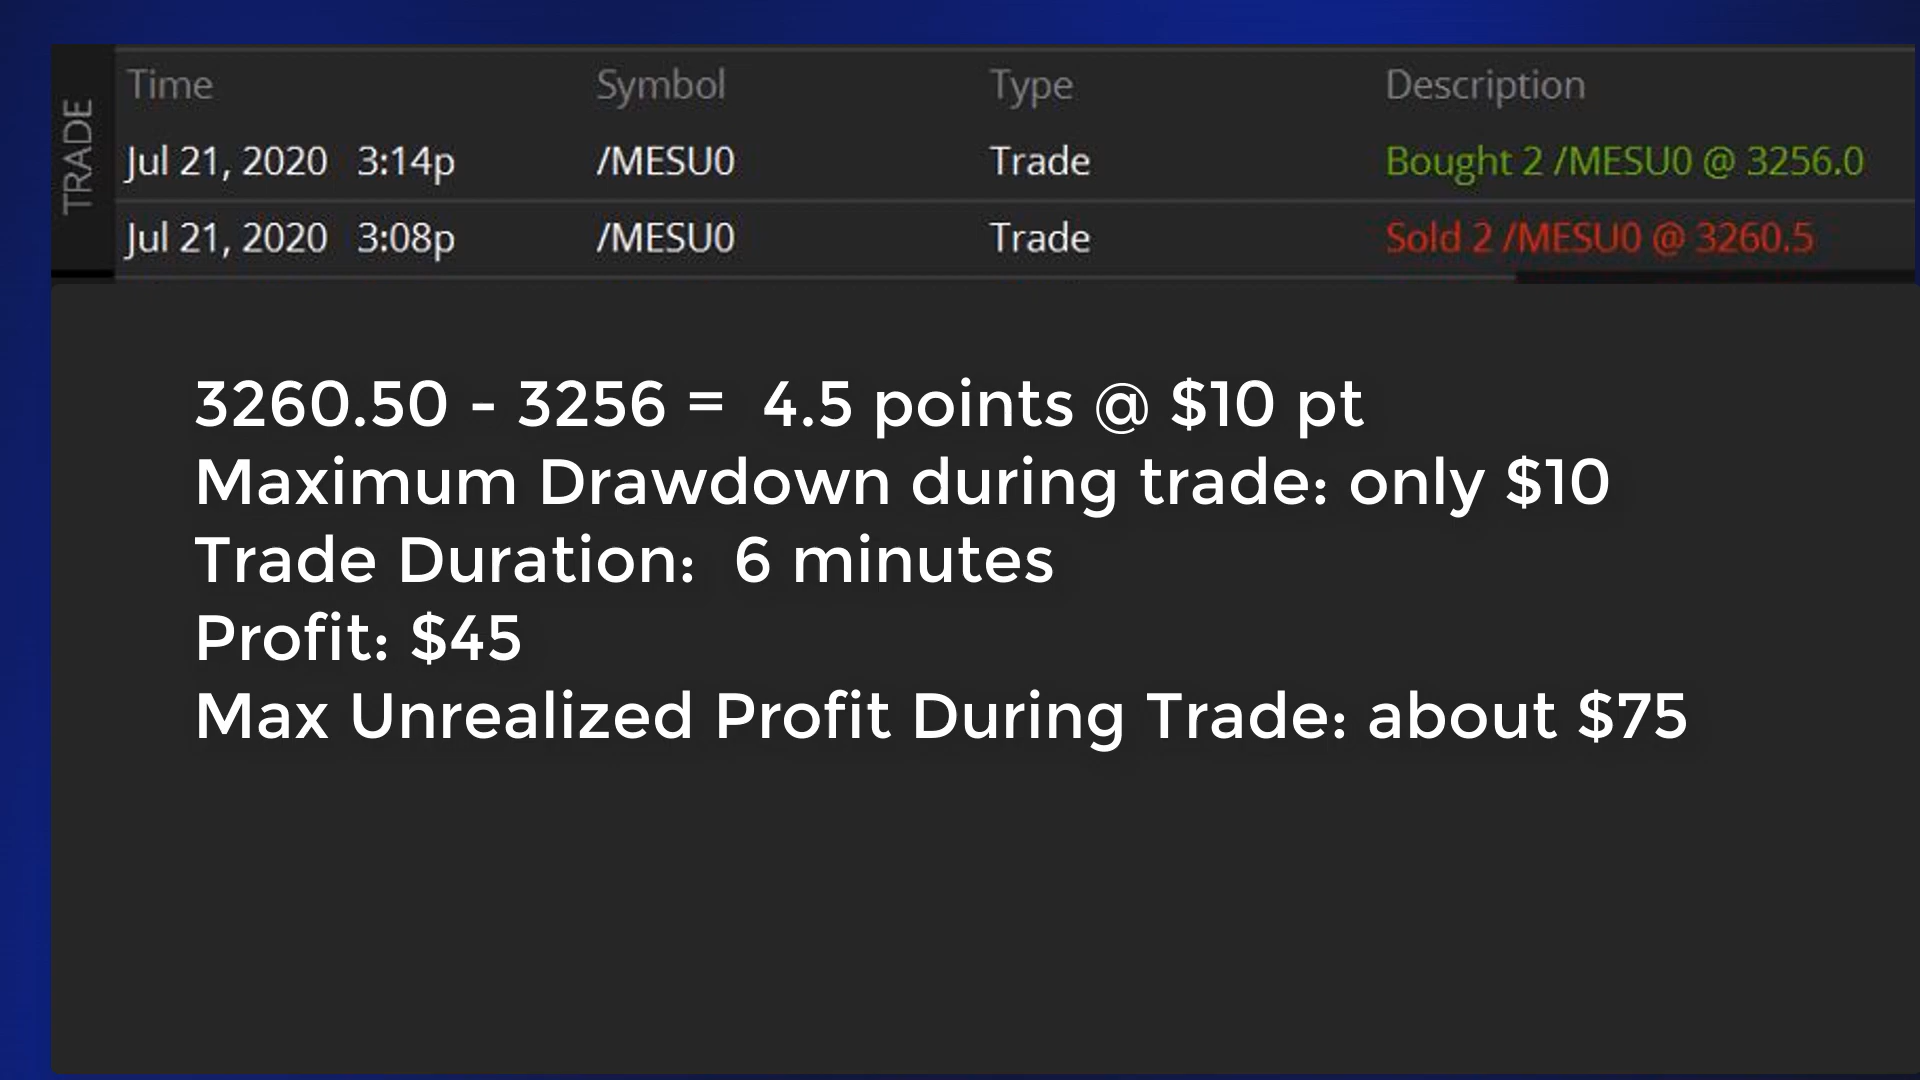 TRADE
Time Symbol Type Description
Jul 21, 2020 3:14p /MESU0 Trade Bought 2 /MESU0 @ 3256.0
Jul 21, 2020 3:08p /MESU0 Trade Sold 2 /MESU0 @ 3260.5
3260.50 - 3256 = 4.5 points @ $10 pt
Maximum Drawdown during trade: only $10
Trade Duration: 6 minutes
Profit: $45
Max Unrealized Profit During Trade: about $75